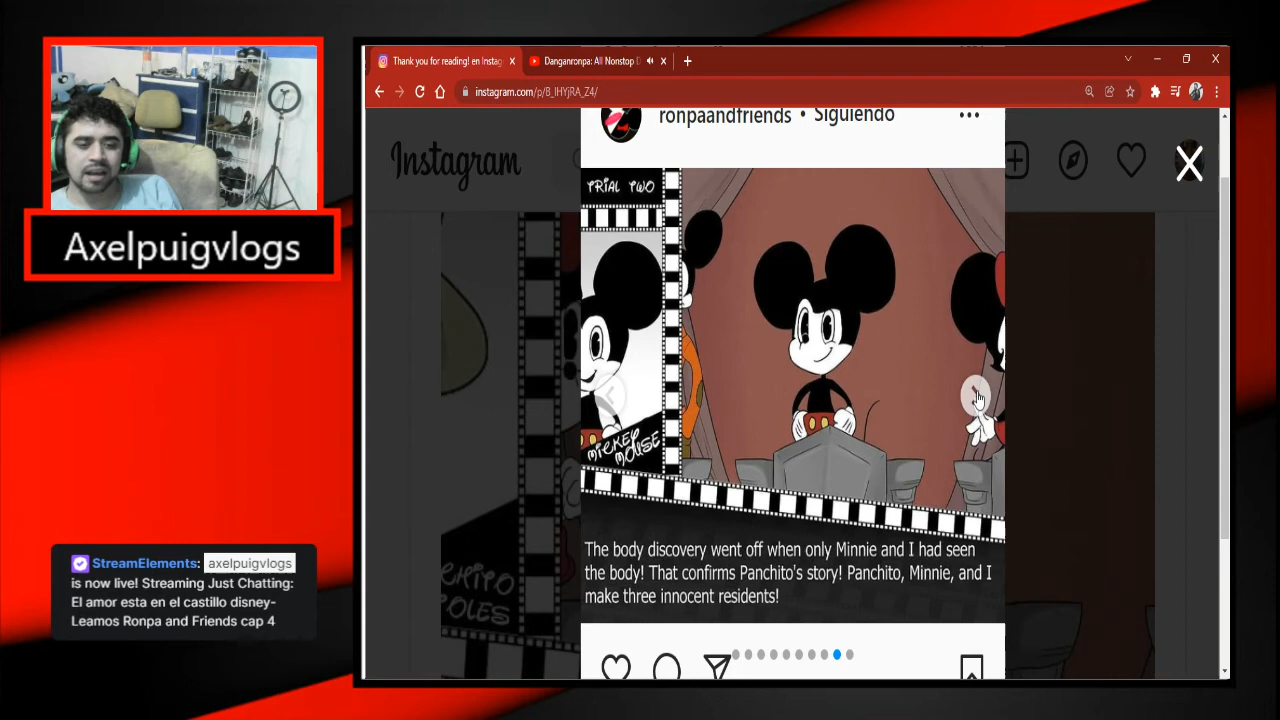 Thank you for reading! en Instag
Danganronpa: All Nonstop D
instagram.com/p/B_IHYjRA_Z4/
ronpaandfriends • Siguiendo
Instagram
TRIAL TWO
MICKEY
MOUSE
The body discovery went off when only Minnie and I had seen
the body! That confirms Panchito's story! Panchito, Minnie, and I
make three innocent residents!
Axelpuigvlogs
StreamElements: axelpuigvlogs
is now live! Streaming Just Chatting:
El amor esta en el castillo disney-
Leamos Ronpa and Friends cap 4